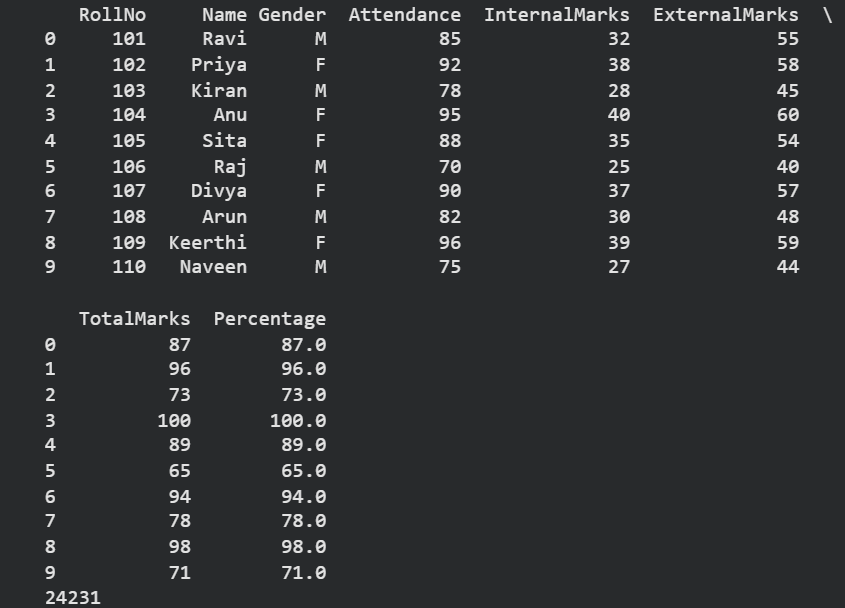 RollNo Name Gender Attendance InternalMarks ExternalMarks \
0 101 Ravi M 85 32 55
1 102 Priya F 92 38 58
2 103 Kiran M 78 28 45
3 104 Anu F 95 40 60
4 105 Sita F 88 35 54
5 106 Raj M 70 25 40
6 107 Divya F 90 37 57
7 108 Arun M 82 30 48
8 109 Keerthi F 96 39 59
9 110 Naveen M 75 27 44
TotalMarks Percentage
0 87 87.0
1 96 96.0
2 73 73.0
3 100 100.0
4 89 89.0
5 65 65.0
6 94 94.0
7 78 78.0
8 98 98.0
9 71 71.0
24231